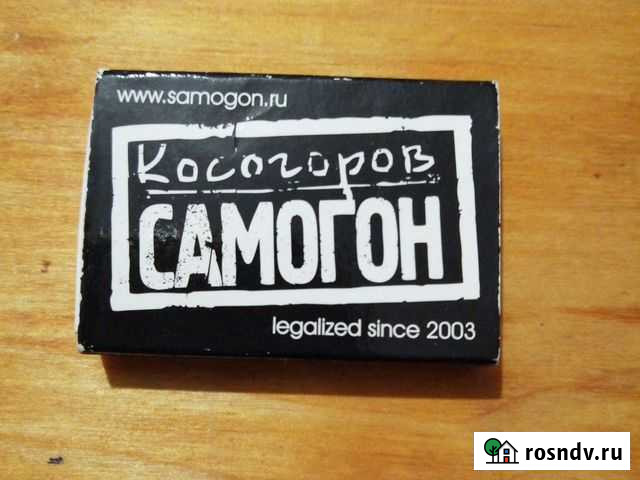 www.samogon.ru
Косогоров
САМОГОН
legalized since 2003
rosndv.ru